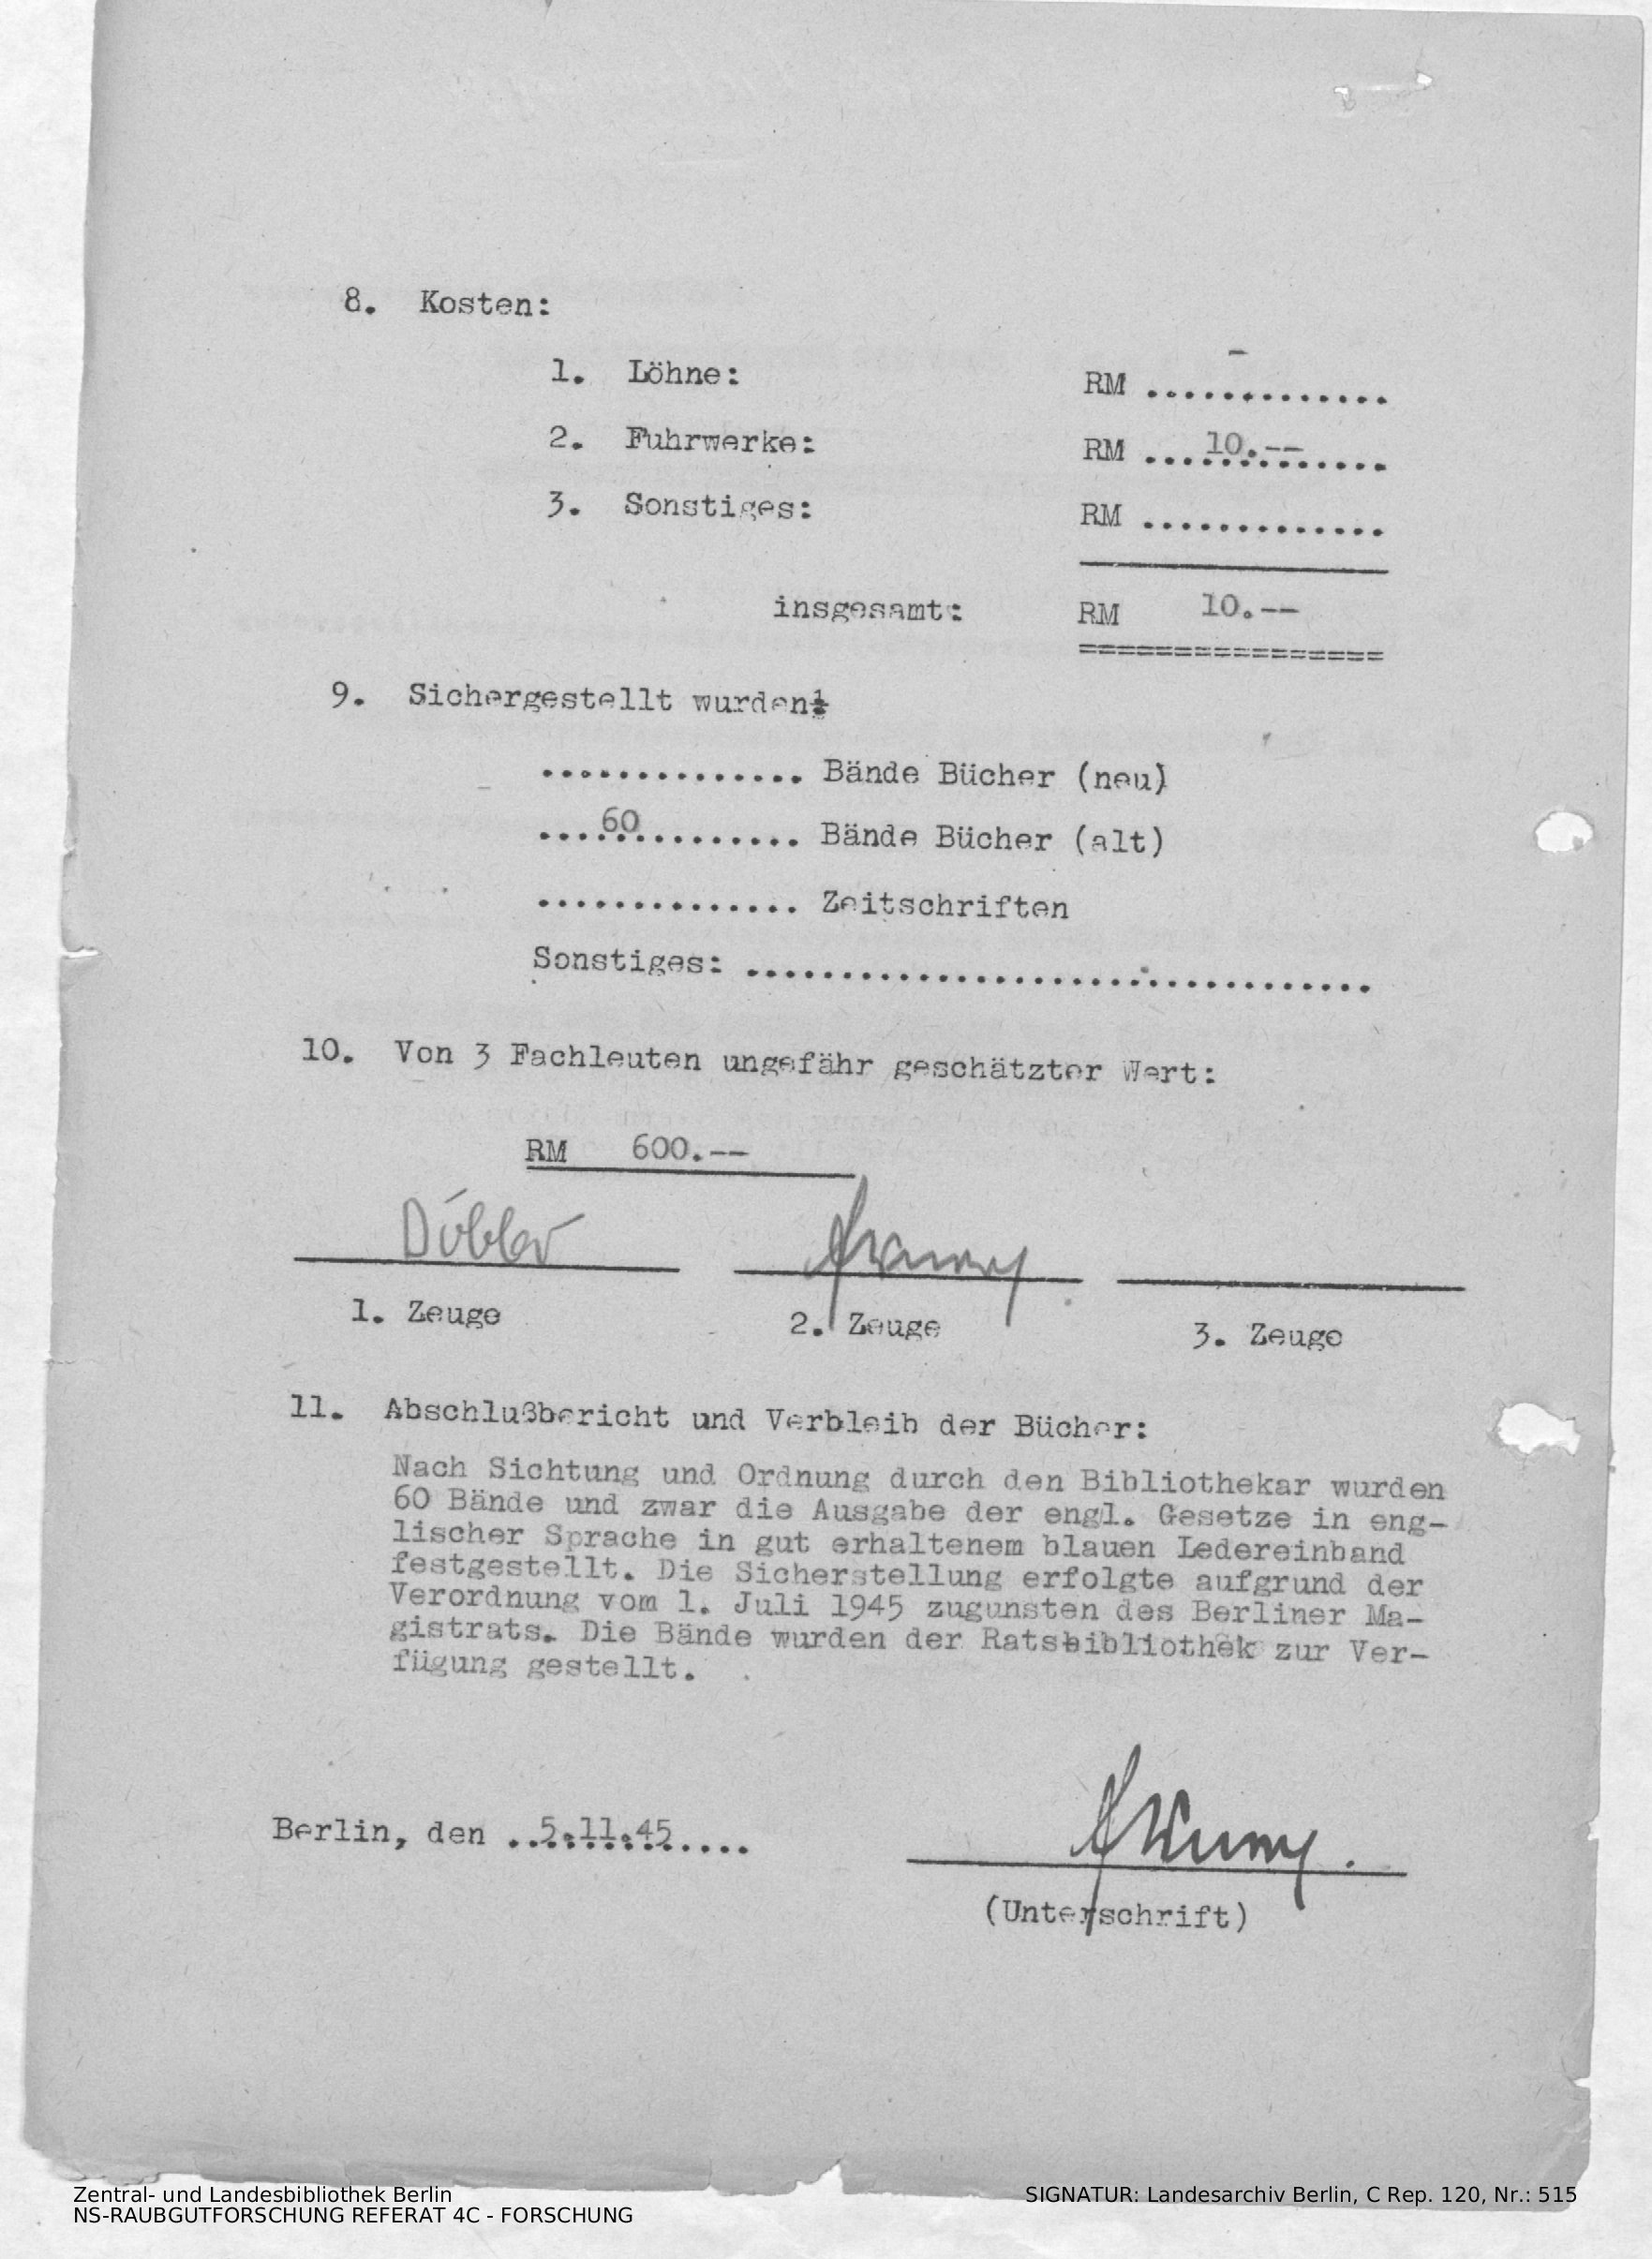 8. Kosten:
1. Löhne: RM ....-.........
2. Fuhrwerke: RM ...10.--......
3. Sonstiges: RM .............
insgesamt: RM 10.--
================
9. Sichergestellt wurden:
.............. Bände Bücher (neu)
....60.......... Bände Bücher (alt)
.............. Zeitschriften
Sonstiges: .................................
10. Von 3 Fachleuten ungefähr geschätzter Wert:
RM 600.--
Döbler
1. Zeuge 2. Zeuge 3. Zeuge
11. Abschlußbericht und Verbleib der Bücher:
Nach Sichtung und Ordnung durch den Bibliothekar wurden
60 Bände und zwar die Ausgabe der engl. Gesetze in eng-
lischer Sprache in gut erhaltenem blauen Ledereinband
festgestellt. Die Sicherstellung erfolgte aufgrund der
Verordnung vom 1. Juli 1945 zugunsten des Berliner Ma-
gistrats. Die Bände wurden der Ratsbibliothek zur Ver-
fügung gestellt.
Berlin, den ..5.11.45....
(Unterschrift)
Zentral- und Landesbibliothek Berlin
NS-RAUBGUTFORSCHUNG REFERAT 4C - FORSCHUNG
SIGNATUR: Landesarchiv Berlin, C Rep. 120, Nr.: 515